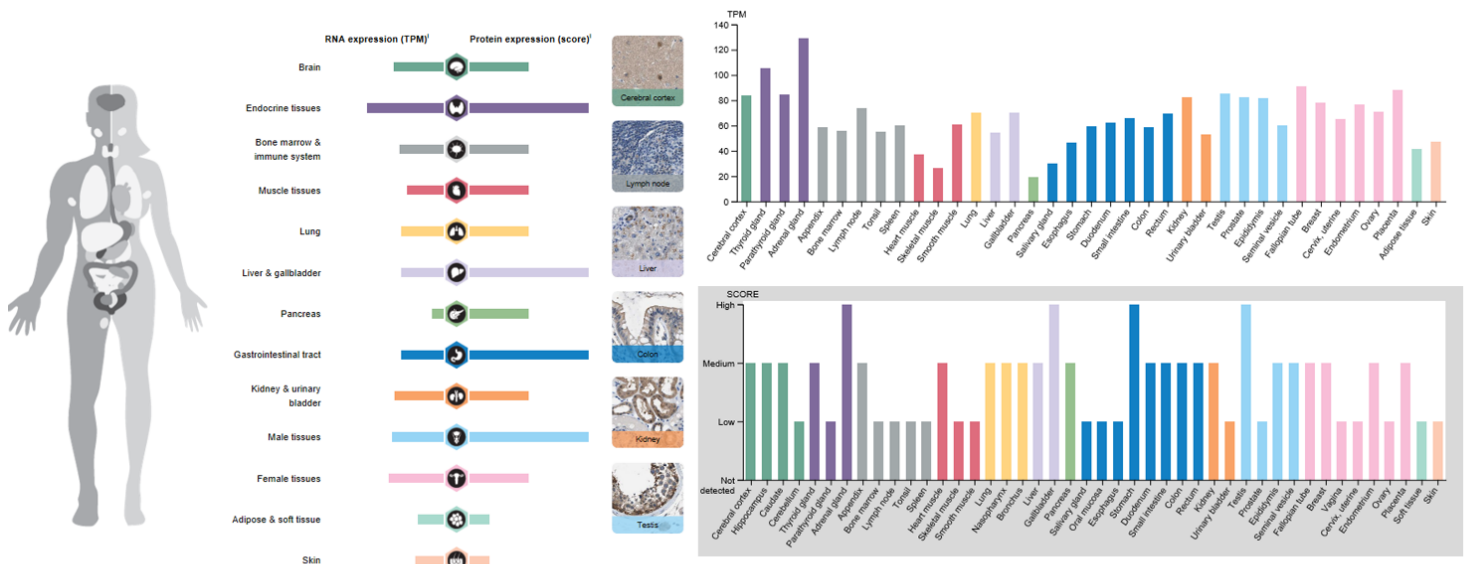 RNA expression (TPM)ⁱ Protein expression (score)ⁱ
Brain
Endocrine tissues
Bone marrow &
immune system
Muscle tissues
Lung
Liver & gallbladder
Pancreas
Gastrointestinal tract
Kidney & urinary
bladder
Male tissues
Female tissues
Adipose & soft tissue
Skin
Cerebral cortex
Lymph node
Liver
Colon
Kidney
Testis
TPM
140
120
100
80
60
40
20
0
Cerebral cortex
Thyroid gland
Parathyroid gland
Adrenal gland
Appendix
Bone marrow
Lymph node
Tonsil
Spleen
Heart muscle
Skeletal muscle
Smooth muscle
Lung
Liver
Gallbladder
Pancreas
Salivary gland
Esophagus
Stomach
Duodenum
Small intestine
Colon
Rectum
Kidney
Urinary bladder
Testis
Prostate
Epididymis
Seminal vesicle
Fallopian tube
Breast
Cervix, uterine
Endometrium
Ovary
Placenta
Adipose tissue
Skin
SCORE
High
Medium
Low
Not
detected
Cerebral cortex
Hippocampus
Caudate
Cerebellum
Thyroid gland
Parathyroid gland
Adrenal gland
Appendix
Bone marrow
Lymph node
Tonsil
Spleen
Heart muscle
Skeletal muscle
Smooth muscle
Lung
Nasopharynx
Bronchus
Liver
Gallbladder
Pancreas
Salivary gland
Oral mucosa
Esophagus
Stomach
Duodenum
Small intestine
Colon
Rectum
Kidney
Urinary bladder
Testis
Prostate
Epididymis
Seminal vesicle
Fallopian tube
Breast
Vagina
Cervix, uterine
Endometrium
Ovary
Placenta
Soft tissue
Skin